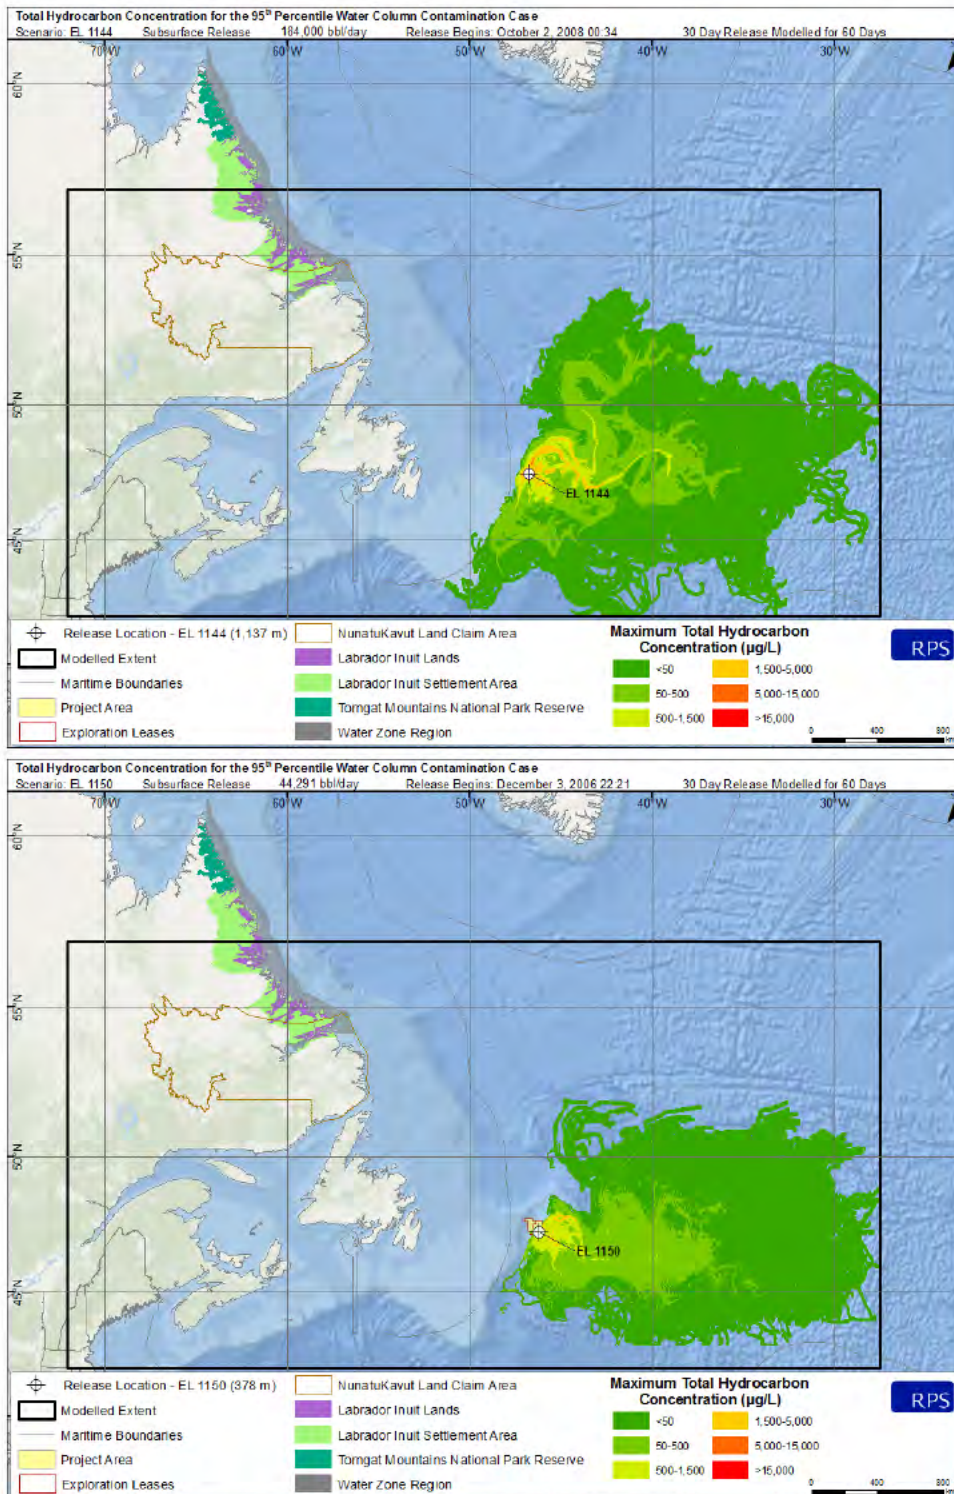 Total Hydrocarbon Concentration for the 95th Percentile Water Column Contamination Case
Scenario: EL 1144 Subsurface Release 184,000 bbl/day Release Begins: October 2, 2008 00:34 30 Day Release Modelled for 60 Days
70°W 60°W 50°W 40°W 30°W
60°N
55°N
50°N
EL 1144
45°N
Release Location - EL 1144 (1,137 m)
Modelled Extent
Maritime Boundaries
Project Area
Exploration Leases
NunatuKavut Land Claim Area
Labrador Inuit Lands
Labrador Inuit Settlement Area
Torngat Mountains National Park Reserve
Water Zone Region
Maximum Total Hydrocarbon
Concentration (µg/L)
<50 1,500-5,000
50-500 5,000-15,000
500-1,500 >15,000
RPS
0 400 800
km
Total Hydrocarbon Concentration for the 95th Percentile Water Column Contamination Case
Scenario: EL 1150 Subsurface Release 44,291 bbl/day Release Begins: December 3, 2006 22:21 30 Day Release Modelled for 60 Days
70°W 60°W 50°W 40°W 30°W
60°N
55°N
50°N
EL 1150
45°N
Release Location - EL 1150 (378 m)
Modelled Extent
Maritime Boundaries
Project Area
Exploration Leases
NunatuKavut Land Claim Area
Labrador Inuit Lands
Labrador Inuit Settlement Area
Torngat Mountains National Park Reserve
Water Zone Region
Maximum Total Hydrocarbon
Concentration (µg/L)
<50 1,500-5,000
50-500 5,000-15,000
500-1,500 >15,000
RPS
0 400 800
km